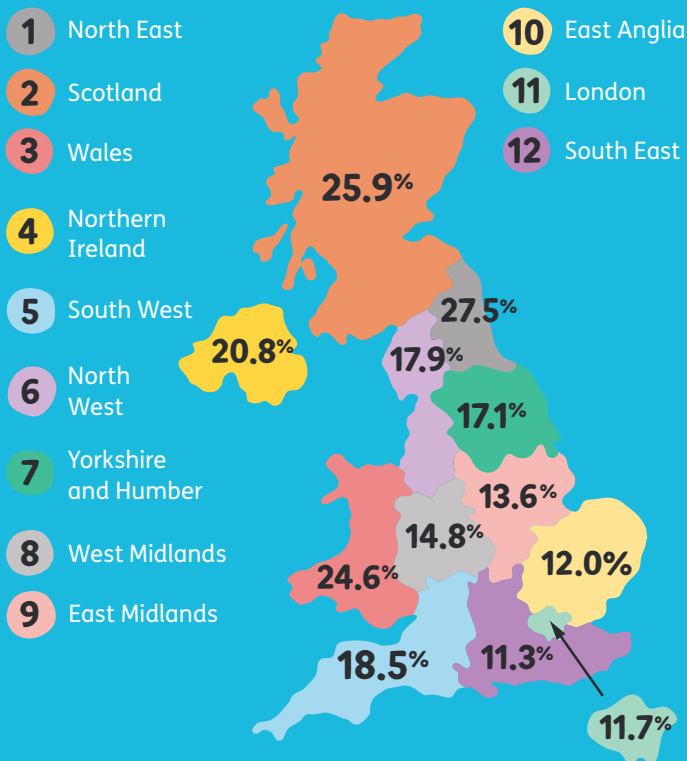 1 North East
2 Scotland
3 Wales
4 Northern
Ireland
5 South West
6 North
West
7 Yorkshire
and Humber
8 West Midlands
9 East Midlands
10 East Anglia
11 London
12 South East
25.9%
27.5%
20.8%
17.9%
17.1%
13.6%
14.8%
12.0%
24.6%
18.5%
11.3%
11.7%